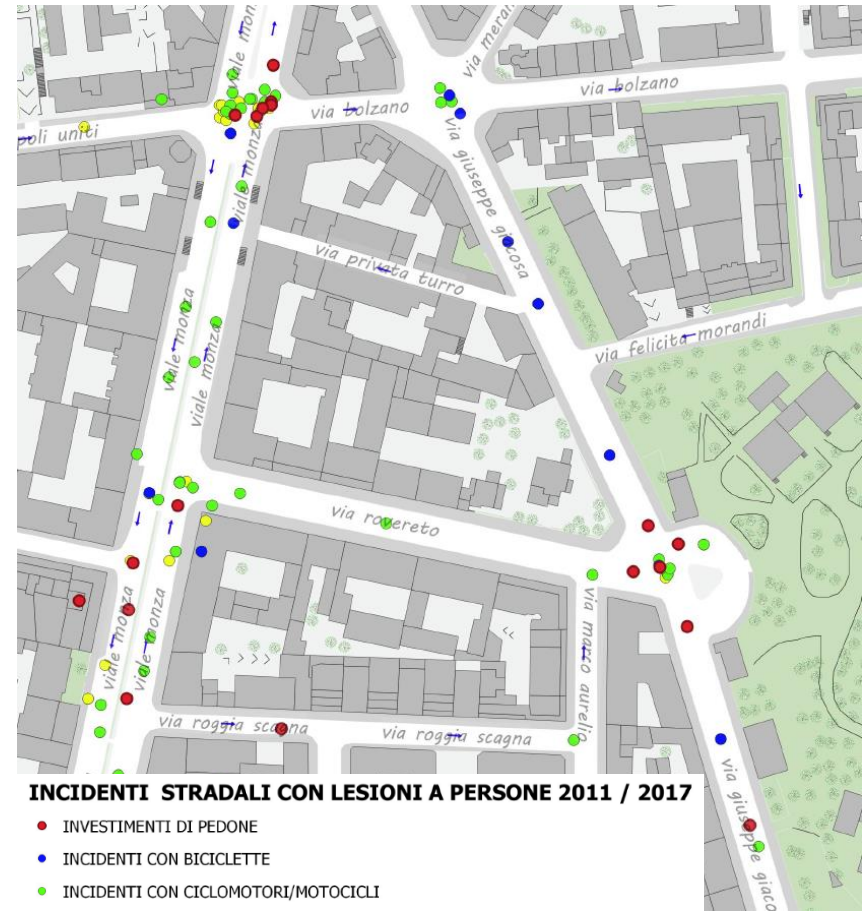 viale monza
via merano
via bolzano
via bolzano
poli uniti
viale monza
via giuseppe giacosa
via privata turro
via felicita morandi
viale monza
viale monza
via rovereto
viale monza
viale monza
via marco aurelio
via roggia scagna
via roggia scagna
via giuseppe giaco
INCIDENTI STRADALI CON LESIONI A PERSONE 2011 / 2017
INVESTIMENTI DI PEDONE
INCIDENTI CON BICICLETTE
INCIDENTI CON CICLOMOTORI/MOTOCICLI